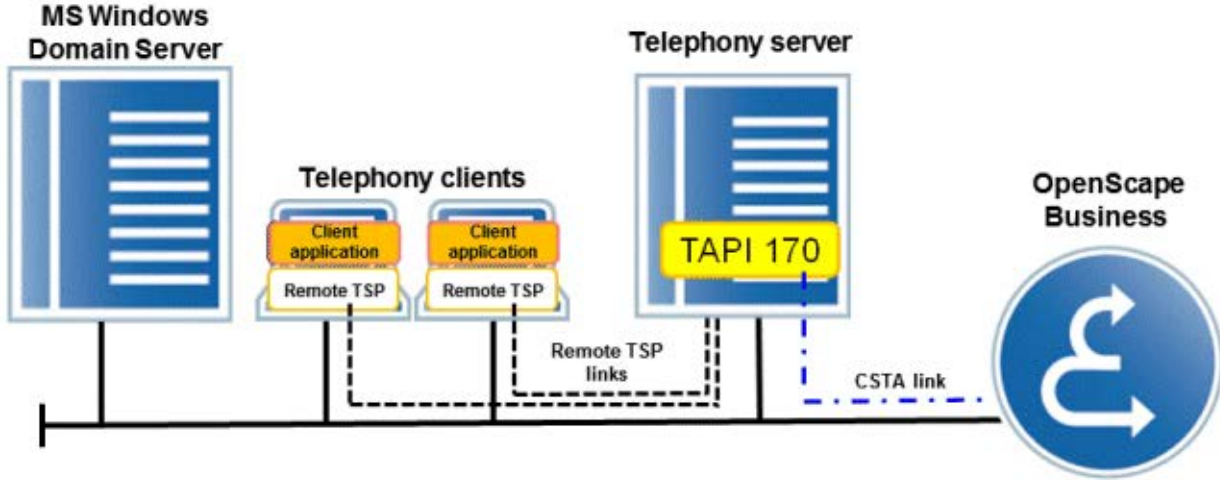 MS Windows
Domain Server
Telephony server
Telephony clients
OpenScape
Business
Client
application
Client
application
TAPI 170
Remote TSP
Remote TSP
Remote TSP
links
CSTA link